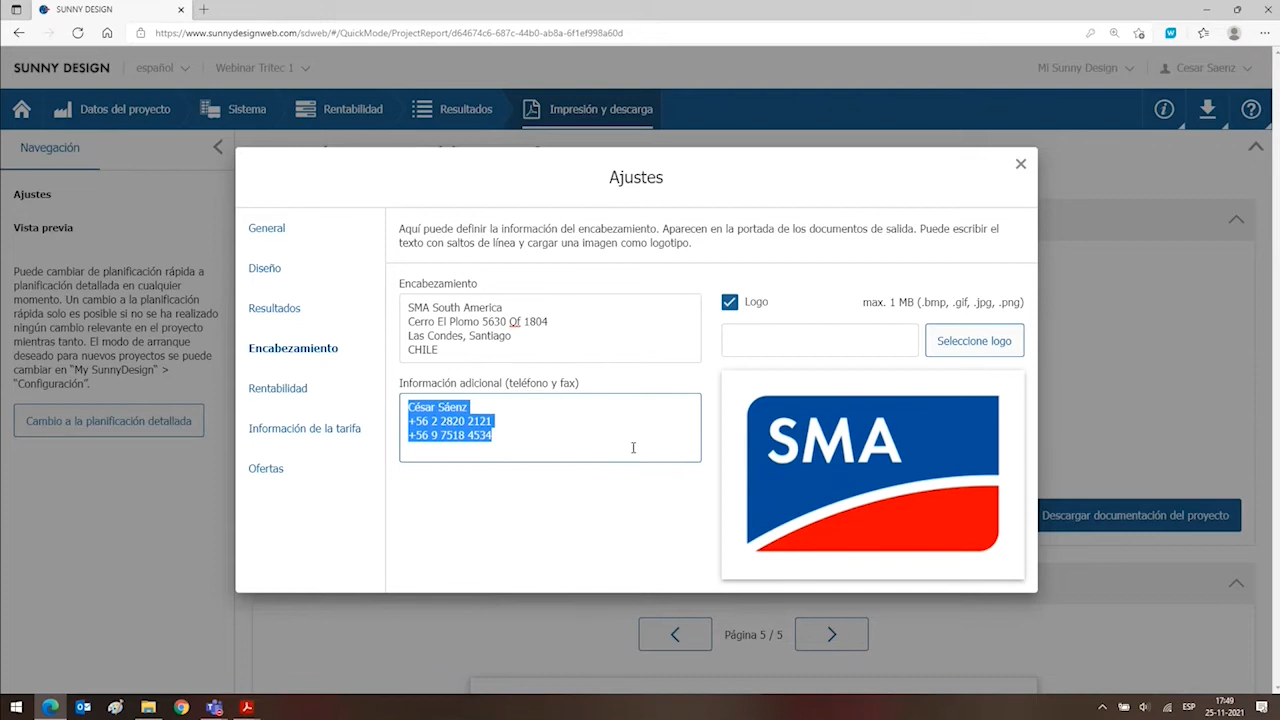 SUNNY DESIGN
https://www.sunnydesignweb.com/sdweb/#/QuickMode/ProjectReport/d64674c6-687c-44b0-ab8a-6f1ef998a60d
SUNNY DESIGN español Webinar Tritec 1 Mi Sunny Design Cesar Saenz
Datos del proyecto Sistema Rentabilidad Resultados Impresión y descarga
Navegación
Ajustes
Vista previa
Puede cambiar de planificación rápida a
planificación detallada en cualquier
momento. Un cambio a la planificación
rápida solo es posible si no se ha realizado
ningún cambio relevante en el proyecto
mientras tanto. El modo de arranque
deseado para nuevos proyectos se puede
cambiar en "My SunnyDesign" >
"Configuración".
Cambio a la planificación detallada
Ajustes
General
Diseño
Resultados
Encabezamiento
Rentabilidad
Información de la tarifa
Ofertas
Aquí puede definir la información del encabezamiento. Aparecen en la portada de los documentos de salida. Puede escribir el
texto con saltos de línea y cargar una imagen como logotipo.
Encabezamiento
SMA South America
Cerro El Plomo 5630 Qf 1804
Las Condes, Santiago
CHILE
Información adicional (teléfono y fax)
César Sáenz
+56 2 2820 2121
+56 9 7518 4534
Logo max. 1 MB (.bmp, .gif, .jpg, .png)
Seleccione logo
SMA
Descargar documentación del proyecto
Página 5 / 5
ESP
17:49
25-11-2021